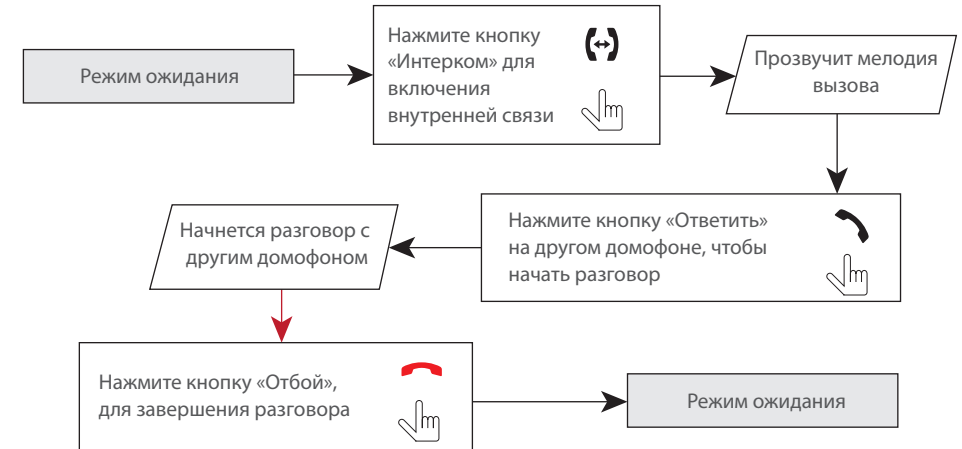 Режим ожидания
Нажмите кнопку
«Интерком» для
включения
внутренней связи
Прозвучит мелодия
вызова
Нажмите кнопку «Ответить»
на другом домофоне, чтобы
начать разговор
Начнется разговор с
другим домофоном
Нажмите кнопку «Отбой»,
для завершения разговора
Режим ожидания